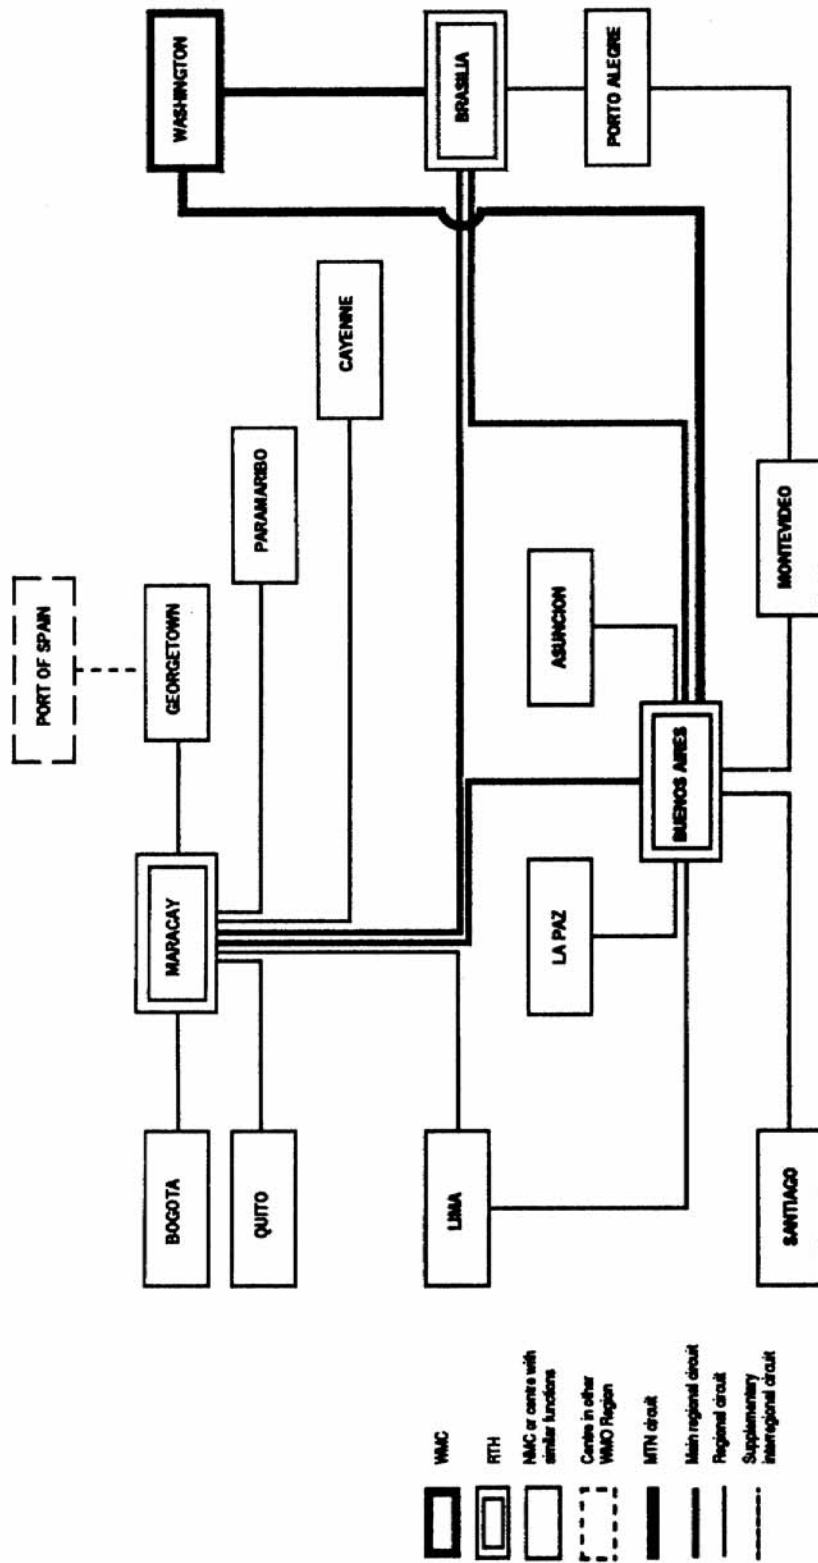 PORT OF SPAIN
BOGOTA
MARACAY
GEORGETOWN
WASHINGTON
QUITO
PARAMARIBO
CAYENNE
LIMA
BRASILIA
LA PAZ
ASUNCION
PORTO ALEGRE
BUENOS AIRES
SANTIAGO
MONTEVIDEO
WMC
RTH
NMC or centre with
similar functions
Centre in other
WMO Region
MTN circuit
Main regional circuit
Regional circuit
Supplementary
interregional circuit